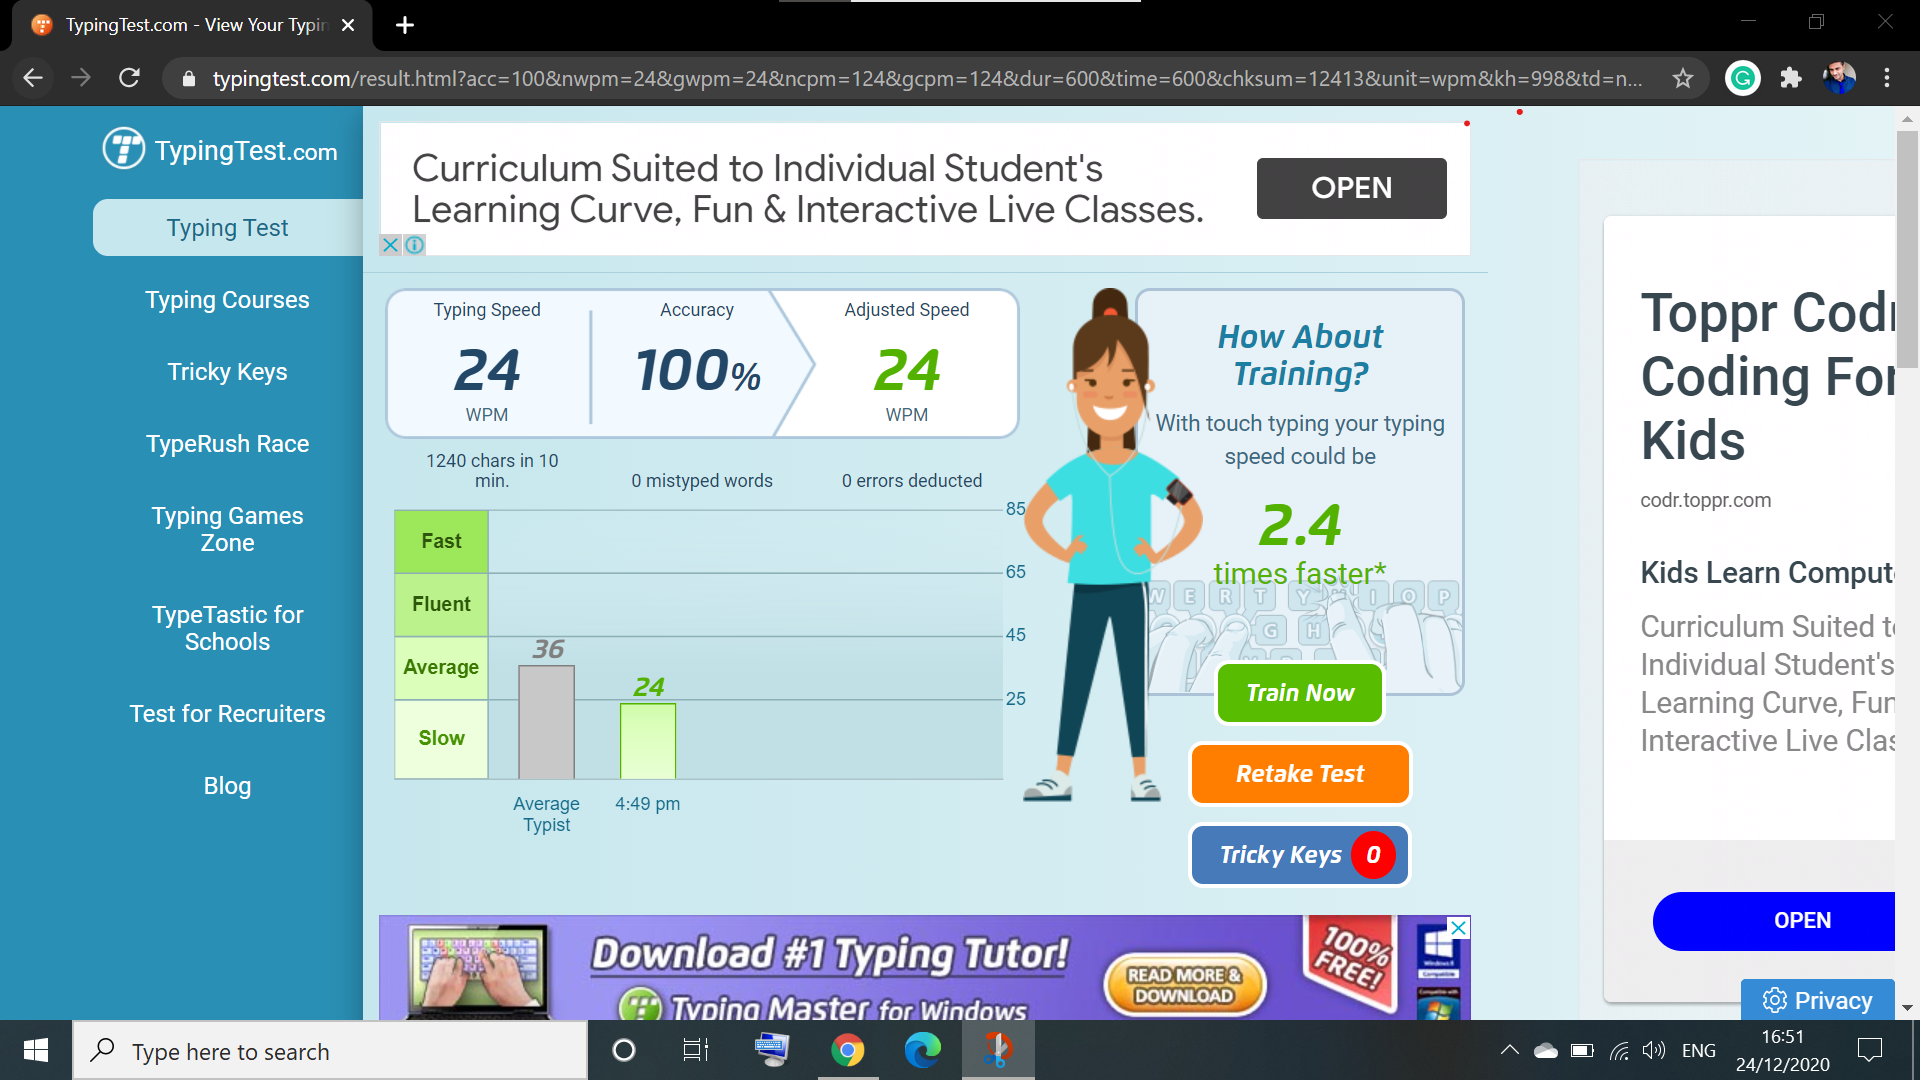 TypingTest.com - View Your Typin
typingtest.com/result.html?acc=100&nwpm=24&gwpm=24&ncpm=124&gcpm=124&dur=600&time=600&chksum=12413&unit=wpm&kh=998&td=n...
TypingTest.com
Typing Test
Typing Courses
Tricky Keys
TypeRush Race
Typing Games
Zone
TypeTastic for
Schools
Test for Recruiters
Blog
Curriculum Suited to Individual Student's
Learning Curve, Fun & Interactive Live Classes.
OPEN
Typing Speed
24
WPM
Accuracy
100%
Adjusted Speed
24
WPM
1240 chars in 10
min.
0 mistyped words
0 errors deducted
85
Fast
65
Fluent
45
Average
25
Slow
36
24
Average
Typist
4:49 pm
How About
Training?
With touch typing your typing
speed could be
2.4
times faster*
W E R T Y I O P
G H
Train Now
Retake Test
Tricky Keys 0
Download #1 Typing Tutor!
Typing Master for Windows
READ MORE &
DOWNLOAD
100%
FREE!
Toppr Codr
Coding For
Kids
codr.toppr.com
Kids Learn Compute
Curriculum Suited to
Individual Student's
Learning Curve, Fun
Interactive Live Clas
OPEN
Privacy
Type here to search
ENG
16:51
24/12/2020